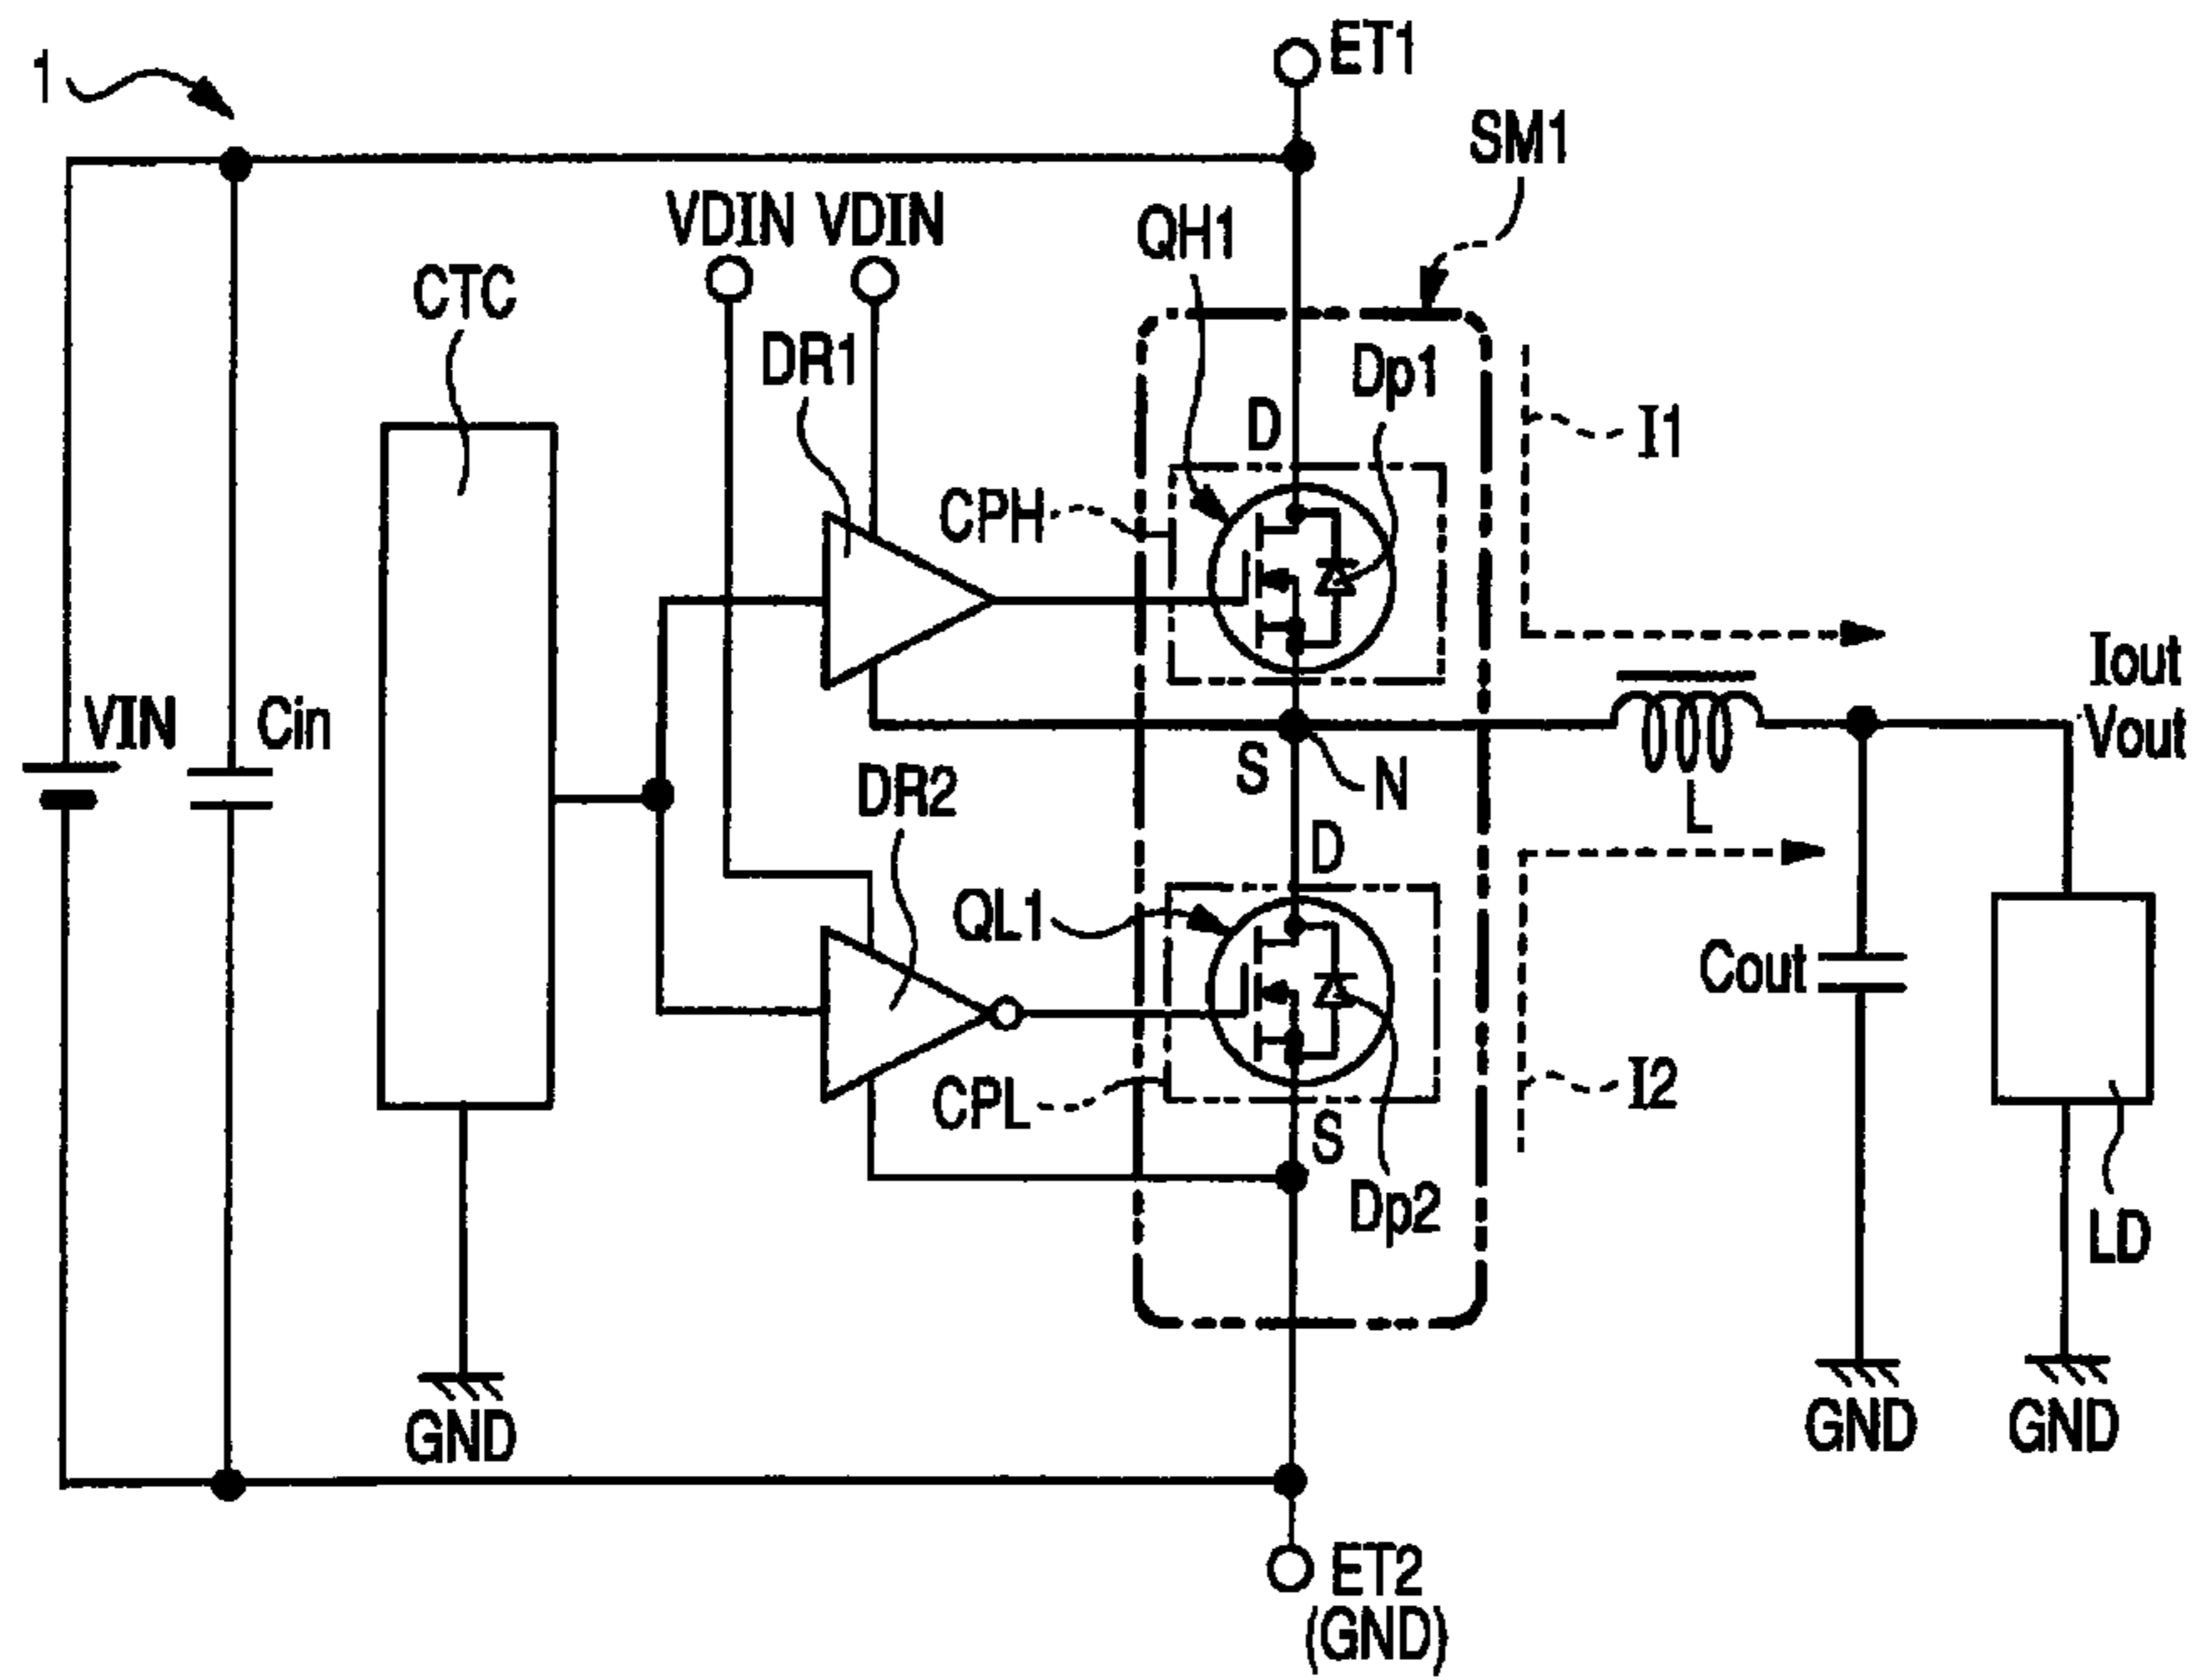 1
ET1
SM1
VDIN VDIN
QH1
CTC
DR1
Dp1
D
I1
CPH
Iout
VIN
Cin
Vout
S
N
DR2
L
D
QL1
Cout
CPL
I2
S
Dp2
LD
GND
GND
GND
ET2
(GND)